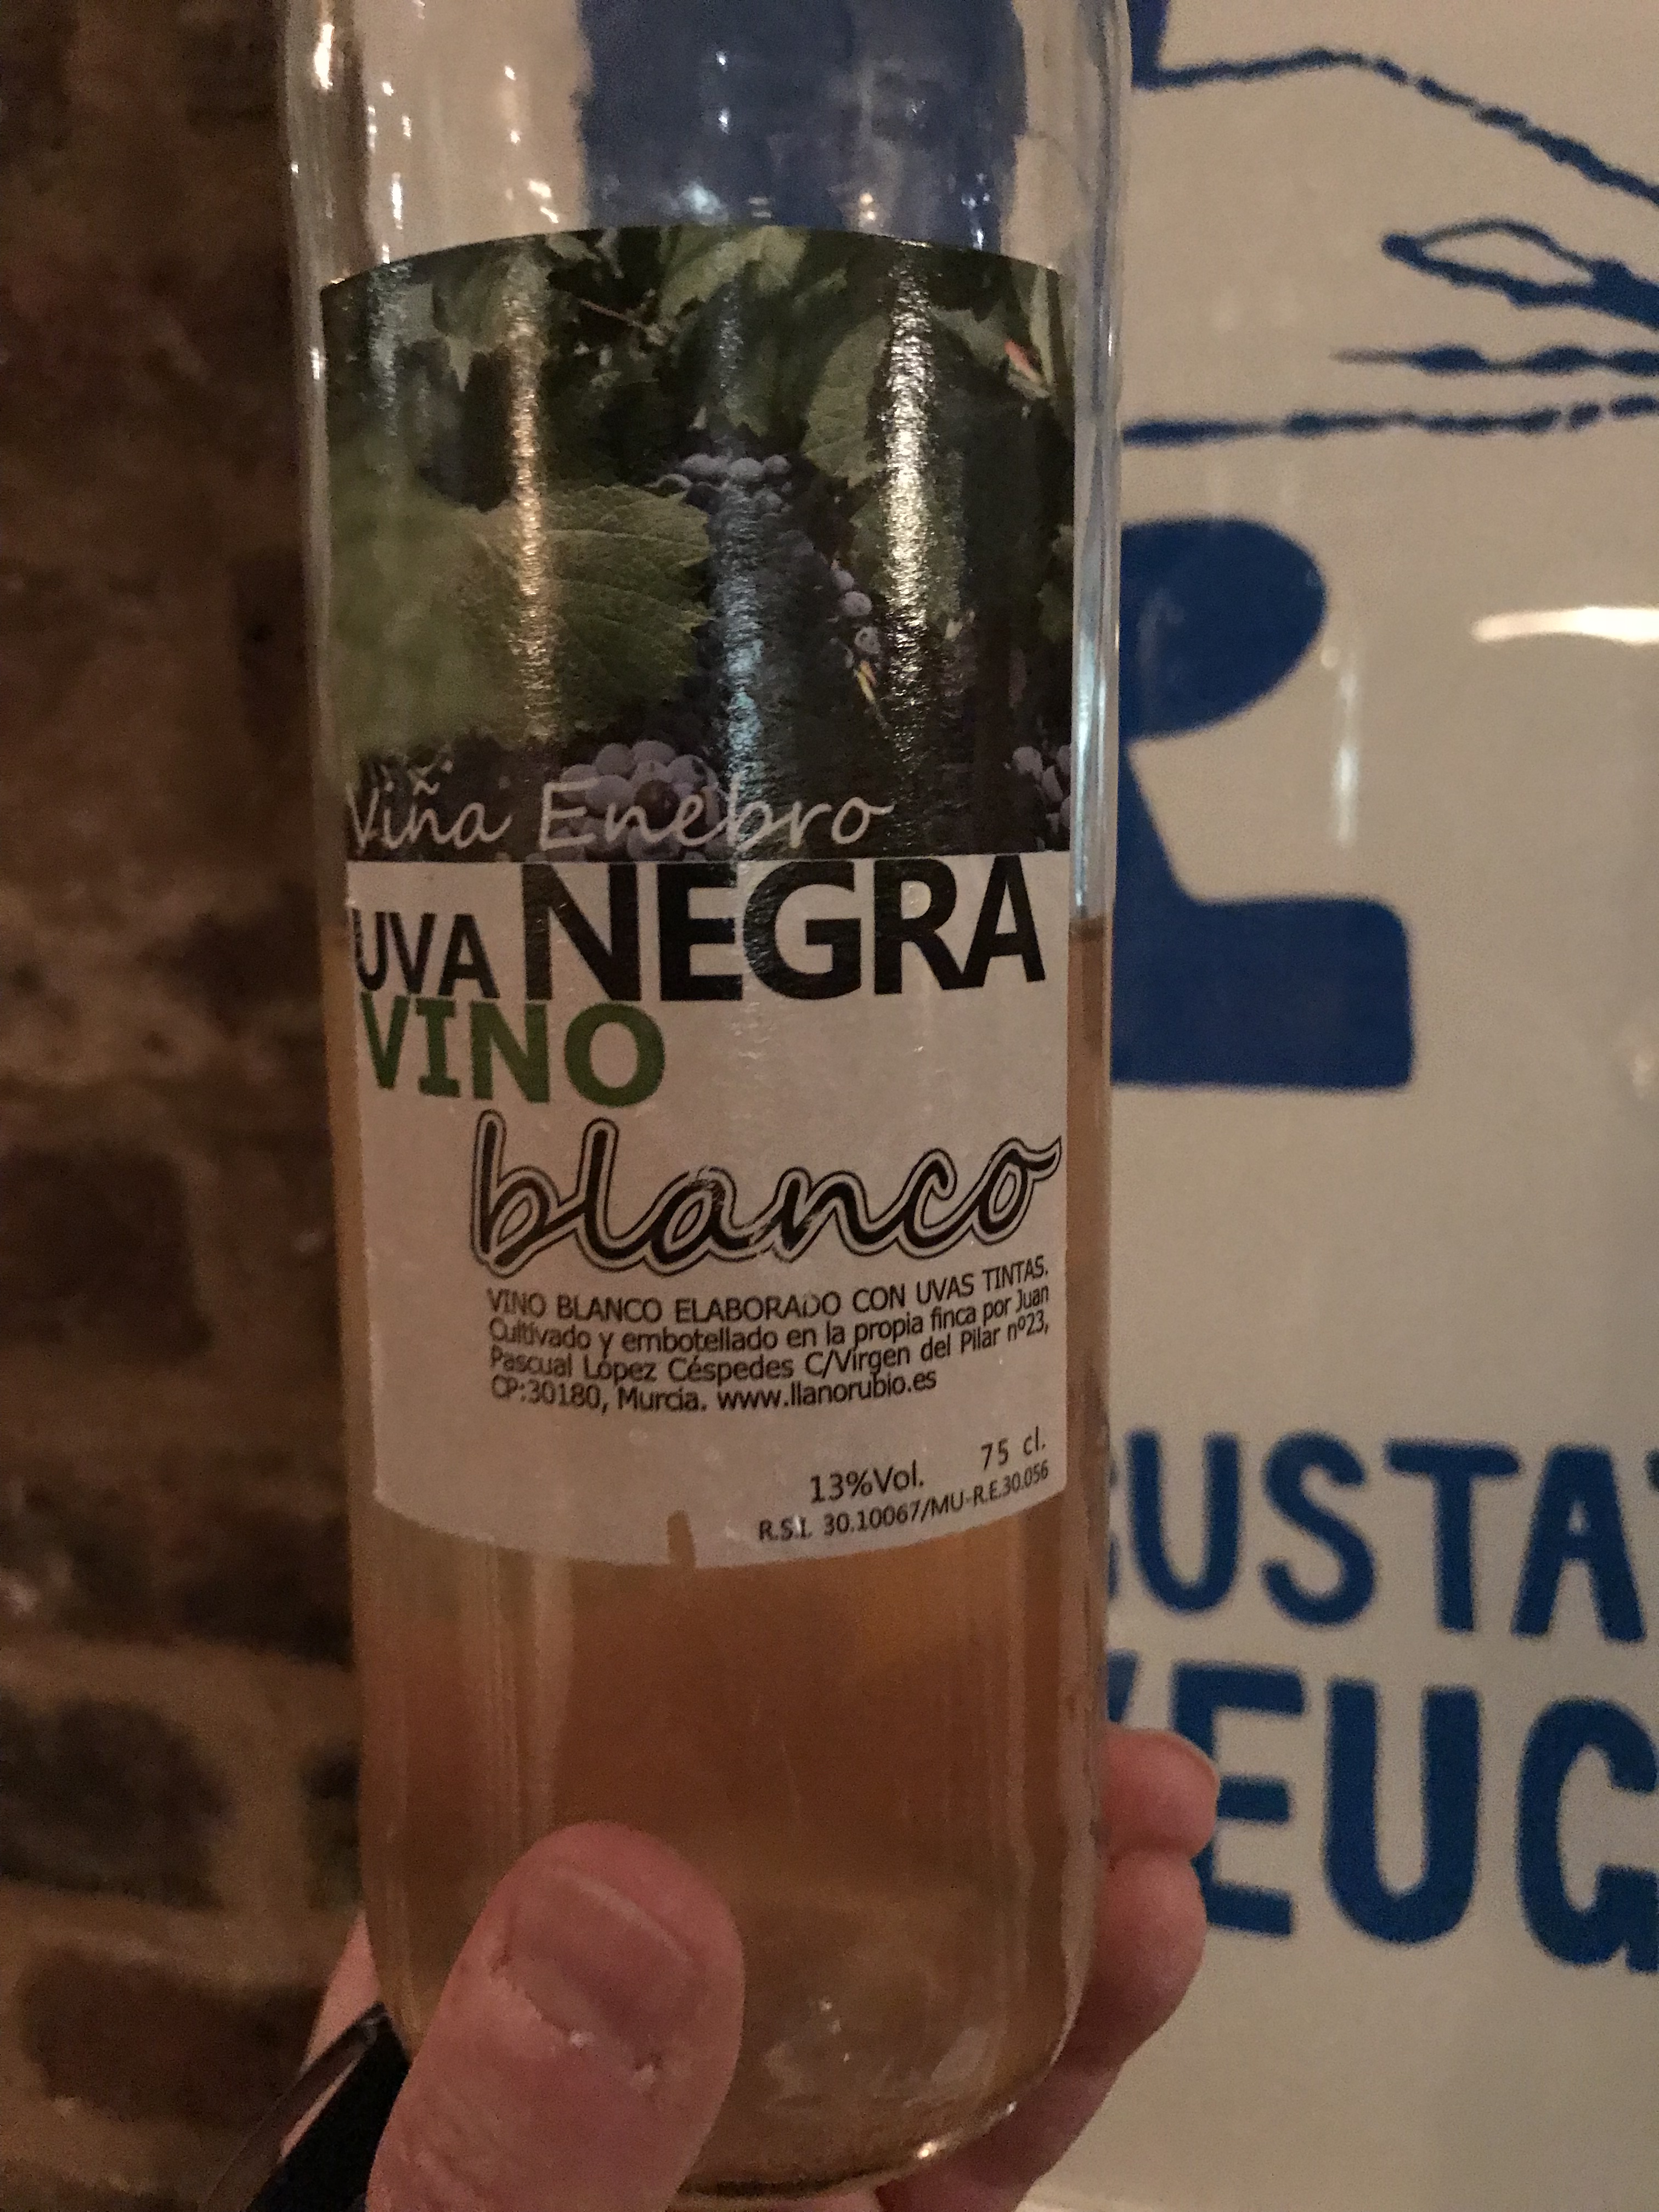 Viña Enebro
UVA NEGRA
VINO
blanco
VINO BLANCO ELABORADO CON UVAS TINTAS.
Cultivado y embotellado en la propia finca por Juan
Pascual López Céspedes C/Virgen del Pilar nº23,
CP:30180, Murcia. www.llanorubio.es
75 cl.
13%Vol.
R.S.I. 30.10067/MU-R.E.30.056